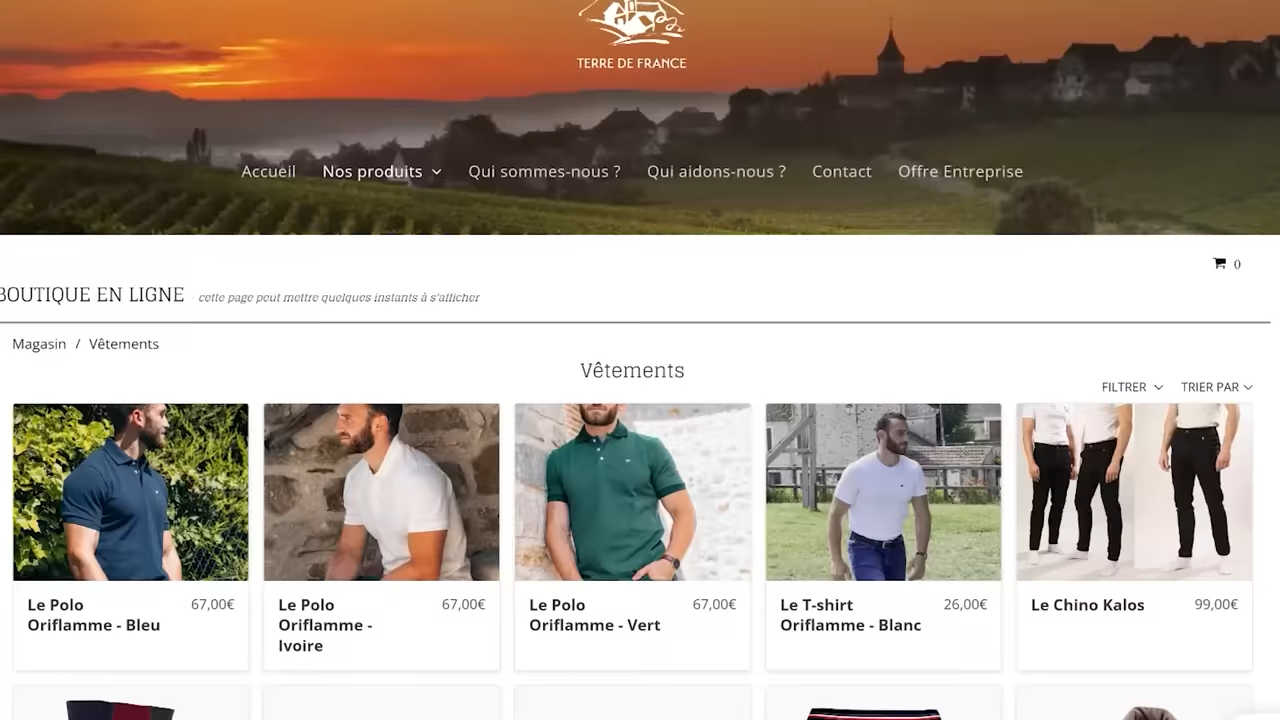 TERRE DE FRANCE
Accueil Nos produits Qui sommes-nous ? Qui aidons-nous ? Contact Offre Entreprise
0
BOUTIQUE EN LIGNE - cette page peut mettre quelques instants à s'afficher
Magasin / Vêtements
Vêtements
FILTRER TRIER PAR
Le Polo Oriflamme - Bleu 67,00€
Le Polo Oriflamme - Ivoire 67,00€
Le Polo Oriflamme - Vert 67,00€
Le T-shirt Oriflamme - Blanc 26,00€
Le Chino Kalos 99,00€